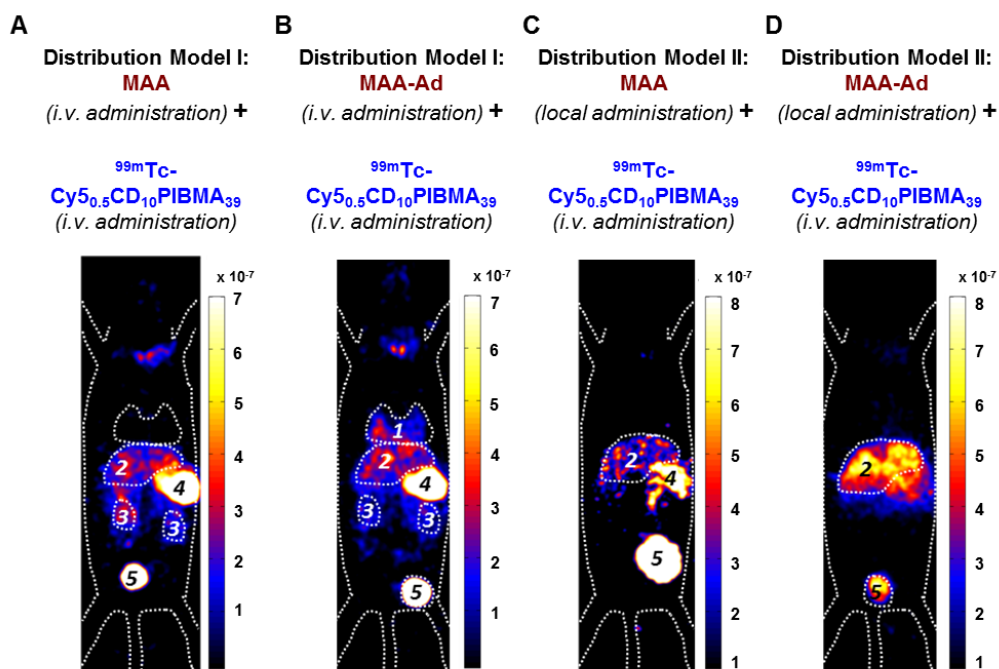 A
Distribution Model I:
MAA
(i.v. administration) +
99mTc-
Cy50.5CD10PIBMA39
(i.v. administration)
x 10-7
7
6
5
4
3
2
1
2
4
3
3
5
B
Distribution Model I:
MAA-Ad
(i.v. administration) +
99mTc-
Cy50.5CD10PIBMA39
(i.v. administration)
x 10-7
7
6
5
4
3
2
1
1
2
4
3
3
5
C
Distribution Model II:
MAA
(local administration) +
99mTc-
Cy50.5CD10PIBMA39
(i.v. administration)
x 10-7
8
7
6
5
4
3
2
1
2
4
5
D
Distribution Model II:
MAA-Ad
(local administration) +
99mTc-
Cy50.5CD10PIBMA39
(i.v. administration)
x 10-7
8
7
6
5
4
3
2
1
2
5